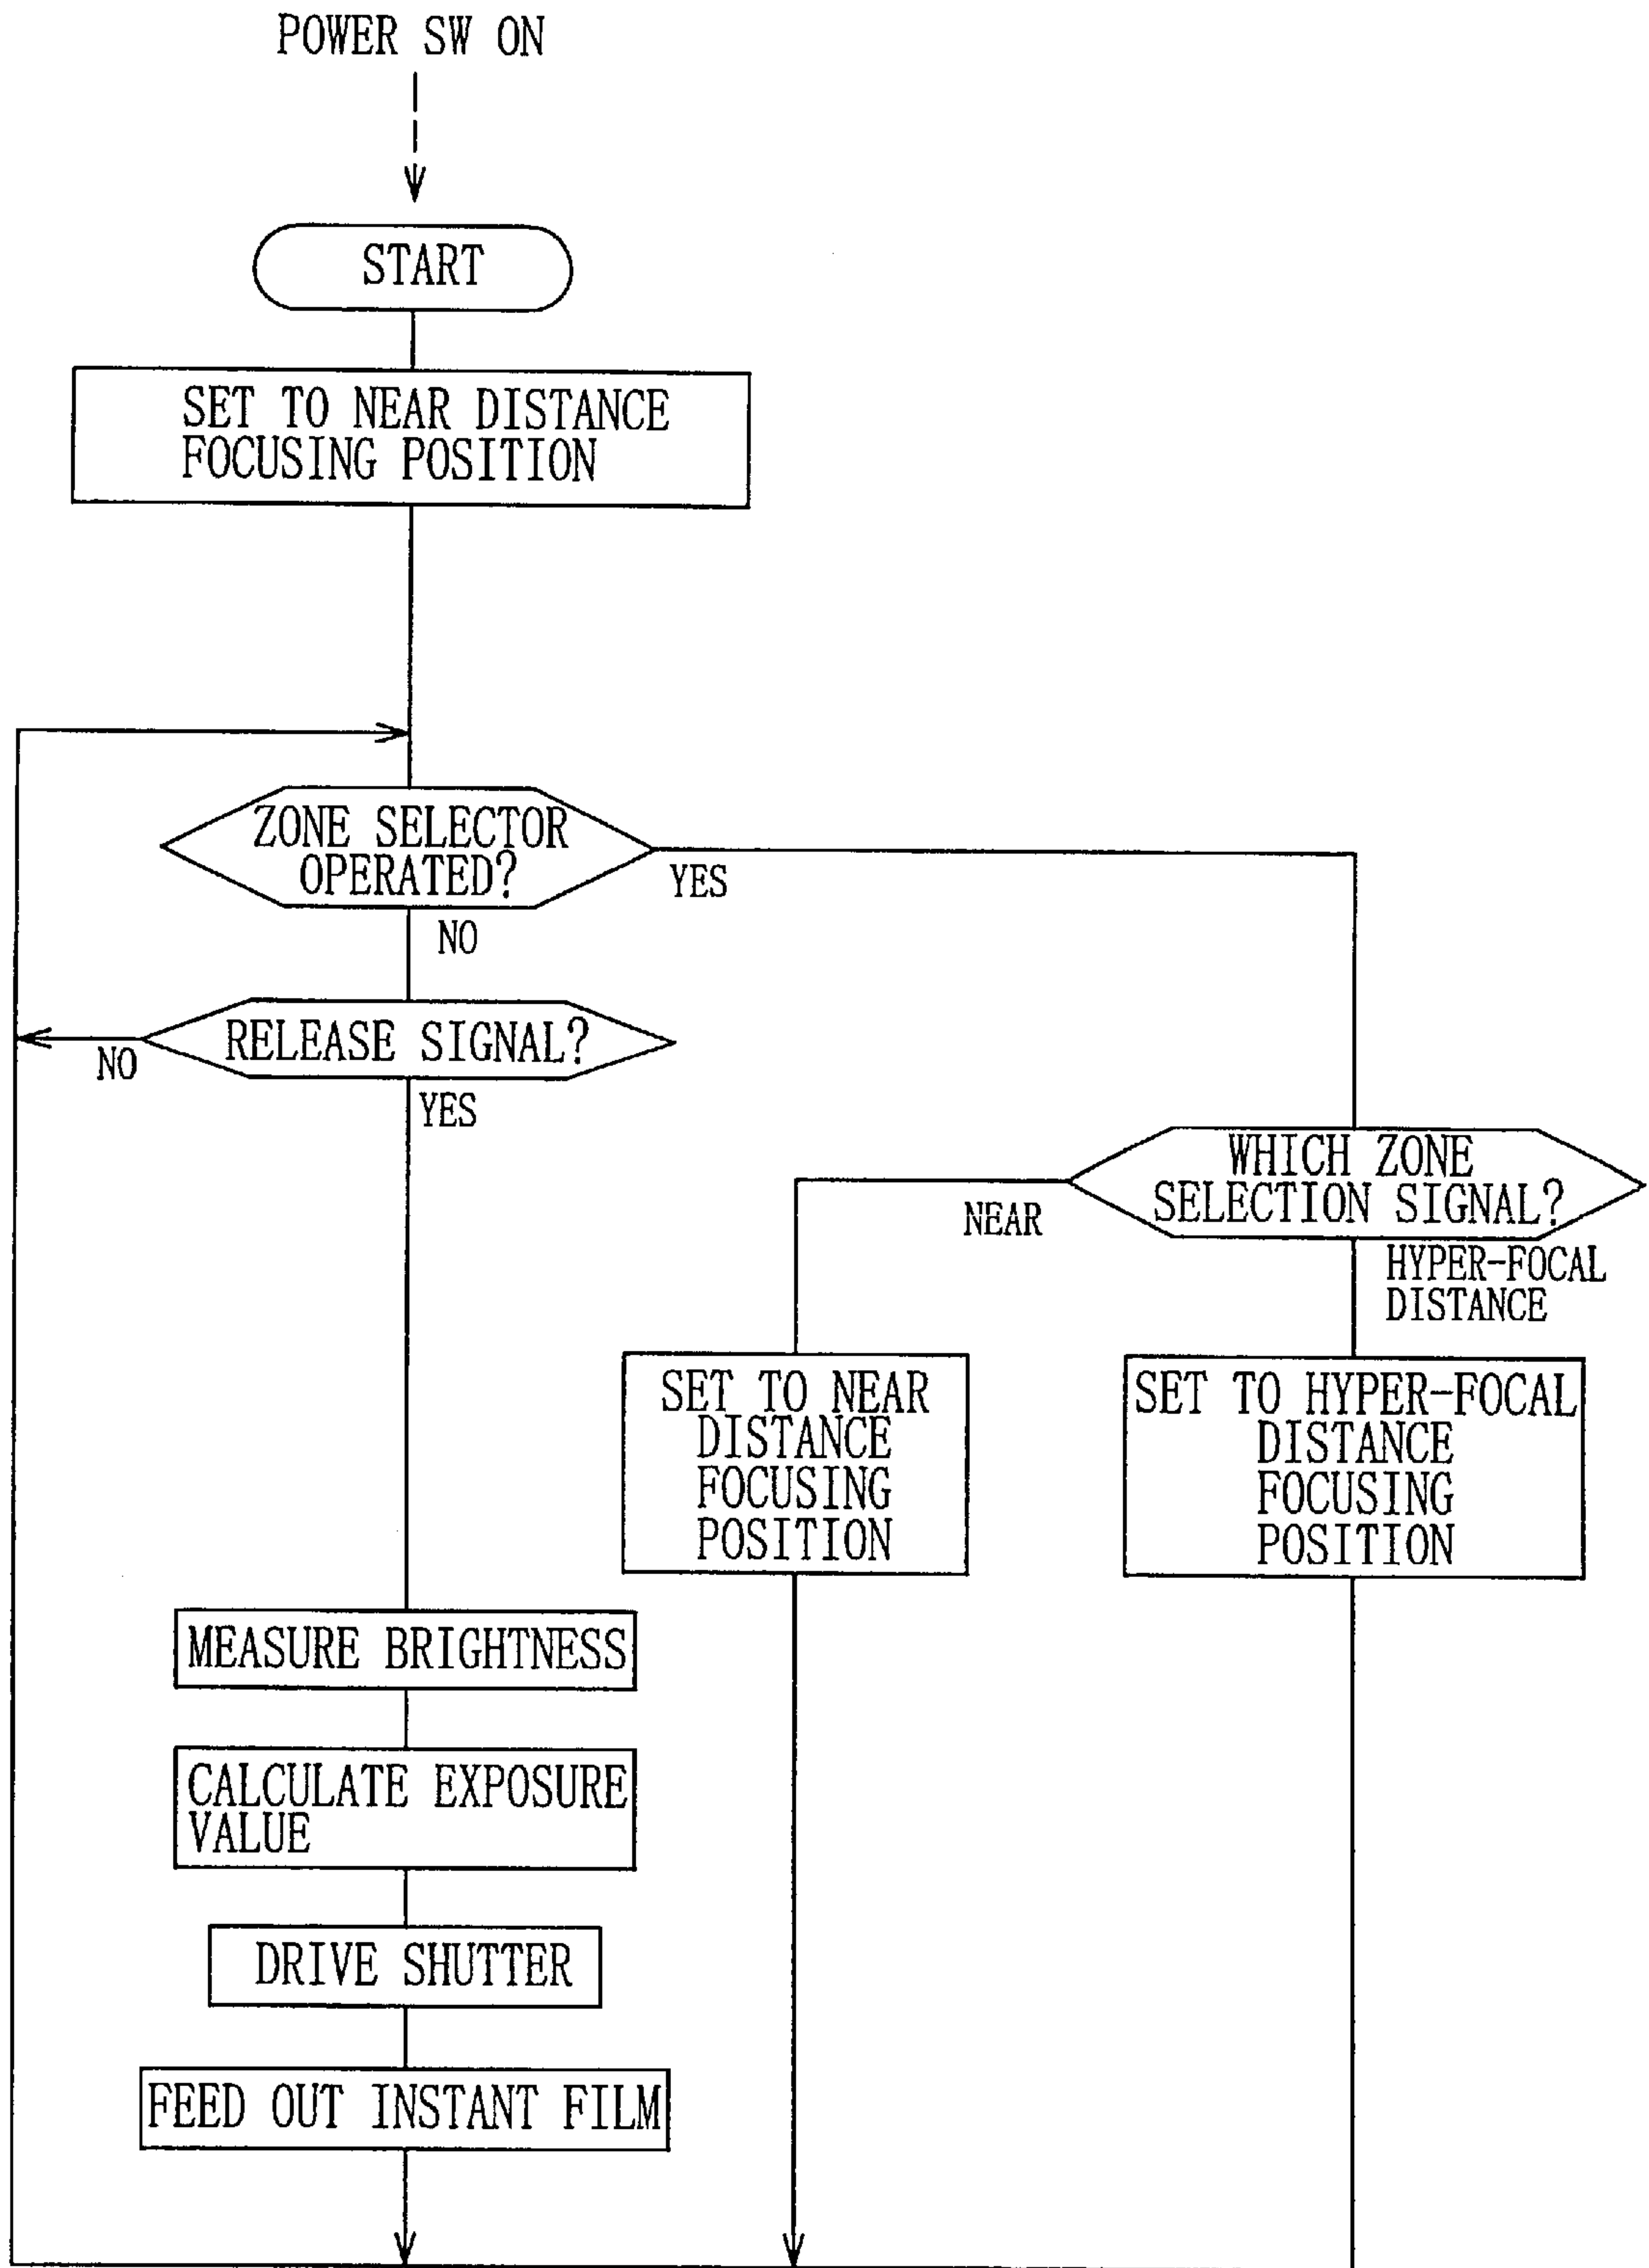 POWER SW ON
START
SET TO NEAR DISTANCE
FOCUSING POSITION
ZONE SELECTOR
OPERATED?
YES
NO
RELEASE SIGNAL?
NO
YES
WHICH ZONE
SELECTION SIGNAL?
NEAR
HYPER-FOCAL
DISTANCE
SET TO NEAR
DISTANCE
FOCUSING
POSITION
SET TO HYPER-FOCAL
DISTANCE
FOCUSING
POSITION
MEASURE BRIGHTNESS
CALCULATE EXPOSURE
VALUE
DRIVE SHUTTER
FEED OUT INSTANT FILM